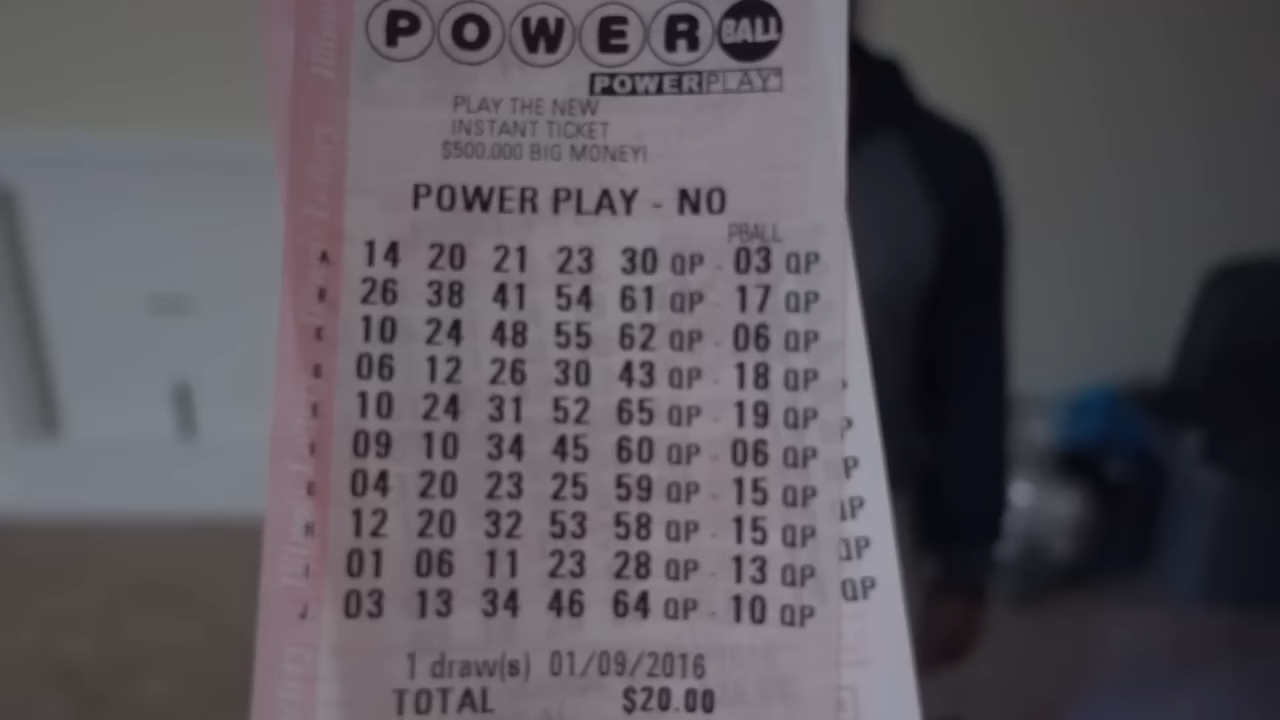 POWER BALL
POWERPLAY
PLAY THE NEW
INSTANT TICKET
$500,000 BIG MONEY!
POWER PLAY - NO
PBALL
A 14 20 21 23 30 QP - 03 QP
B 26 38 41 54 61 QP - 17 QP
C 10 24 48 55 62 QP - 06 QP
D 06 12 26 30 43 QP - 18 QP
E 10 24 31 52 65 QP - 19 QP
F 09 10 34 45 60 QP - 06 QP
G 04 20 23 25 59 QP - 15 QP
H 12 20 32 53 58 QP - 15 QP
I 01 06 11 23 28 QP - 13 QP
J 03 13 34 46 64 QP - 10 QP
1 draw(s) 01/09/2016
TOTAL $20.00
P
P
QP
QP
QP